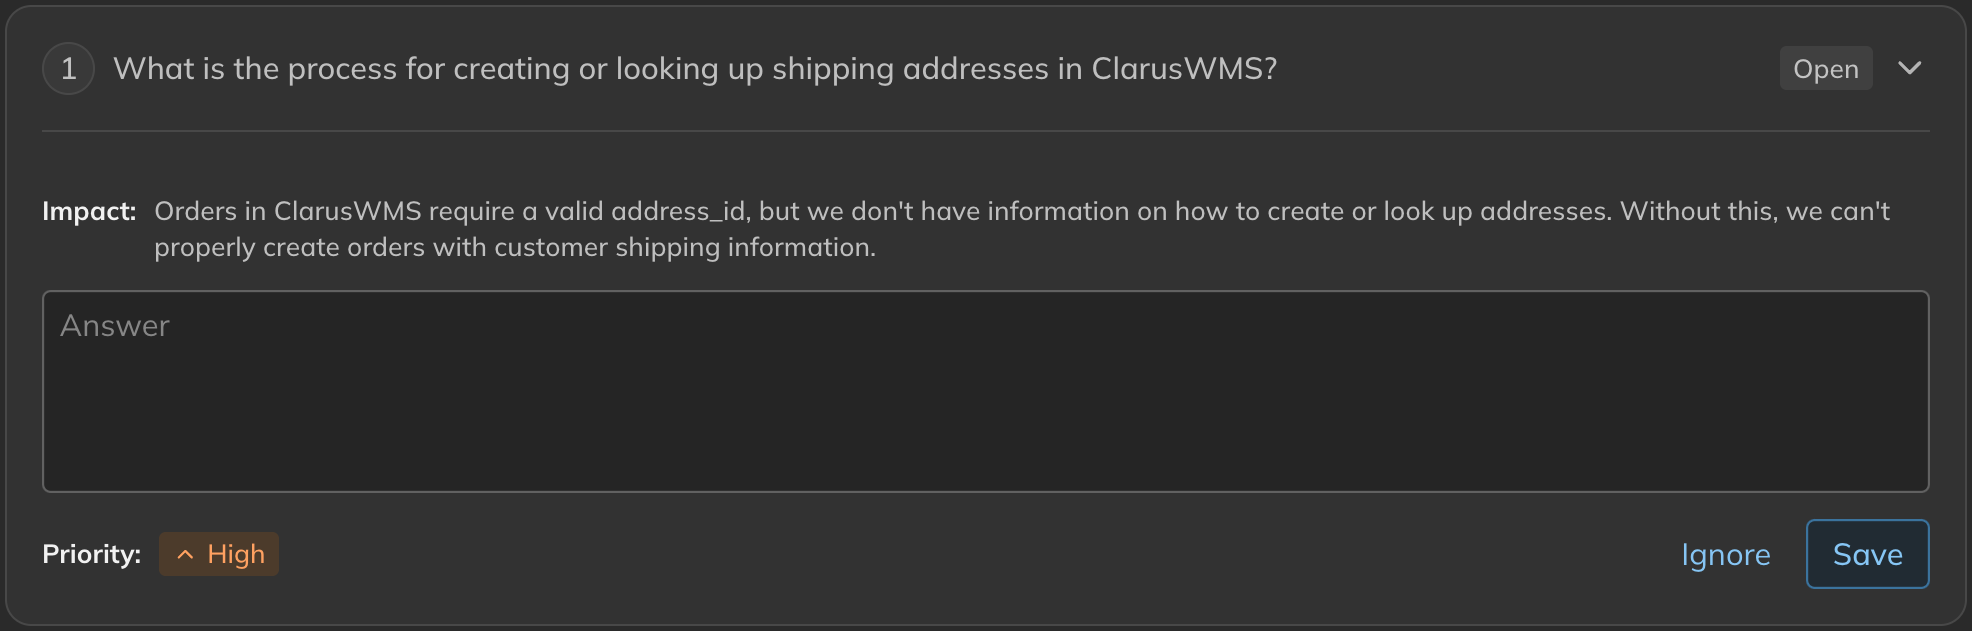 1 What is the process for creating or looking up shipping addresses in ClarusWMS? Open
Impact: Orders in ClarusWMS require a valid address_id, but we don't have information on how to create or look up addresses. Without this, we can't
properly create orders with customer shipping information.
Answer
Priority: High Ignore Save